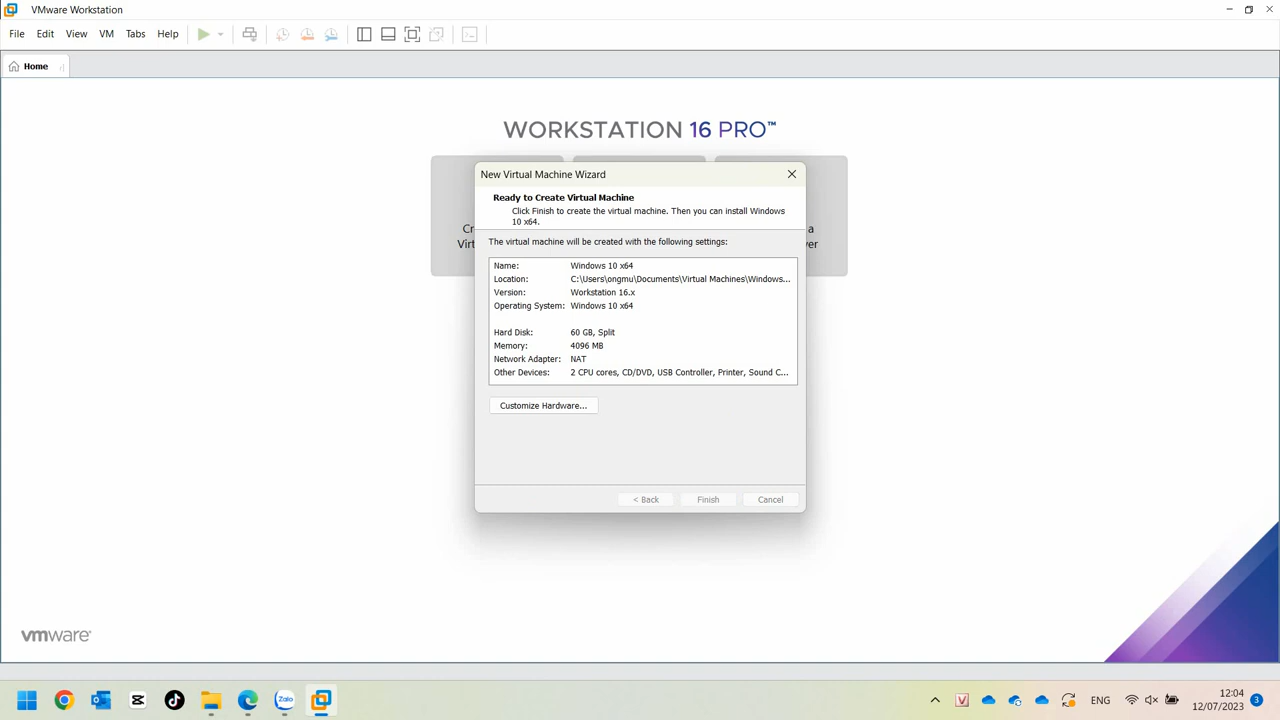 VMware Workstation
File Edit View VM Tabs Help
Home
WORKSTATION 16 PRO™
Cr
Virt
a
ver
New Virtual Machine Wizard
Ready to Create Virtual Machine
Click Finish to create the virtual machine. Then you can install Windows
10 x64.
The virtual machine will be created with the following settings:
Name: Windows 10 x64
Location: C:\Users\ongmu\Documents\Virtual Machines\Windows...
Version: Workstation 16.x
Operating System: Windows 10 x64
Hard Disk: 60 GB, Split
Memory: 4096 MB
Network Adapter: NAT
Other Devices: 2 CPU cores, CD/DVD, USB Controller, Printer, Sound C...
Customize Hardware...
< Back Finish Cancel
vmware®
Zalo
V
ENG
12:04
12/07/2023
3